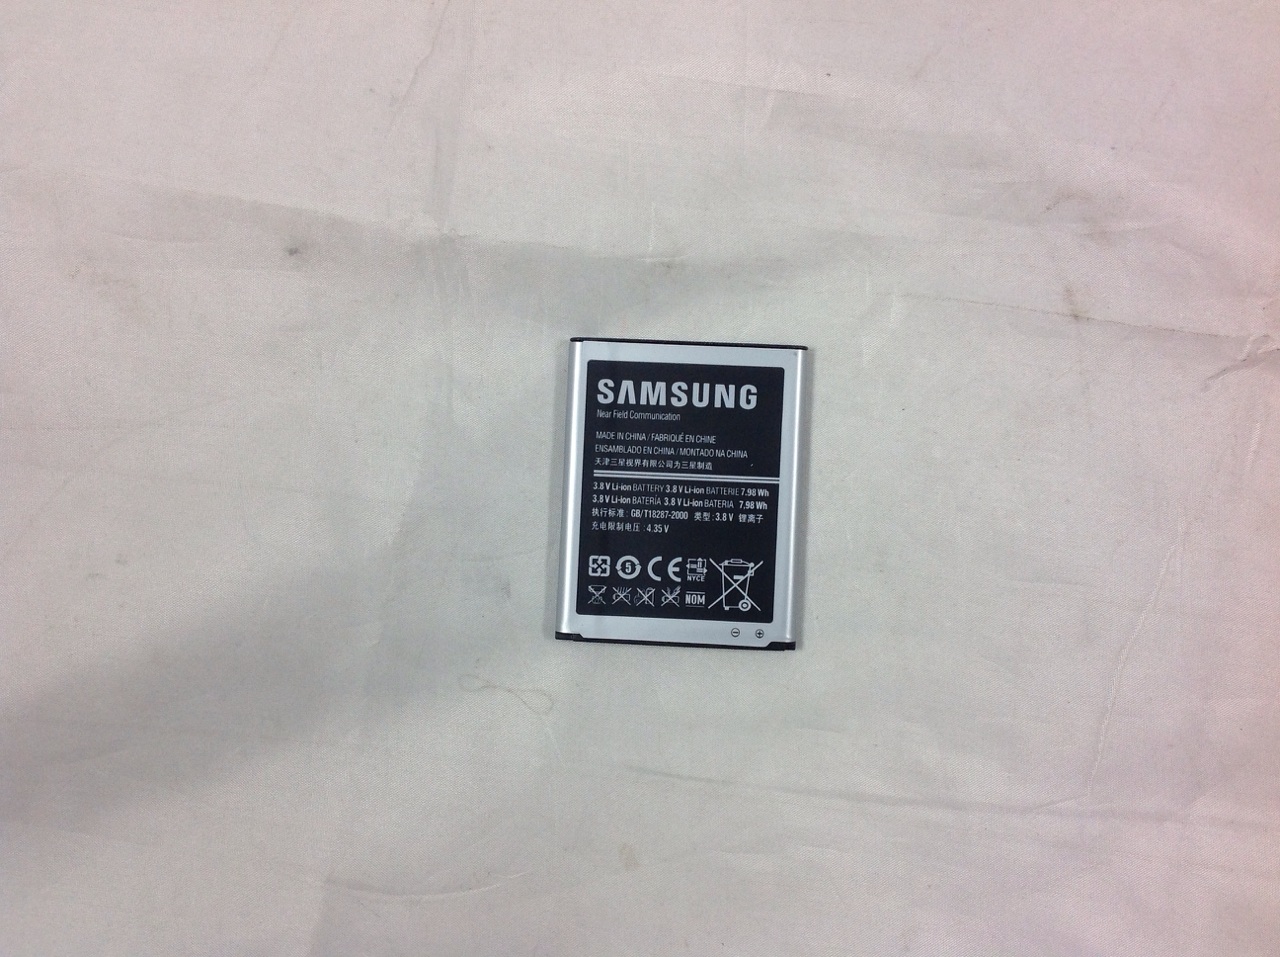 SAMSUNG
Near Field Communication
MADE IN CHINA / FABRIQUÉ EN CHINE
ENSAMBLADO EN CHINA / MONTADO NA CHINA
天津三星视界有限公司为三星制造
3.8 V Li-ion BATTERY 3.8 V Li-ion BATTERIE 7.98 Wh
3.8 V Li-ion BATERÍA 3.8 V Li-ion BATERIA 7.98 Wh
执行标准 : GB/T18287-2000 类型 : 3.8 V 锂离子
充电限制电压 : 4.35 V
5 CE NYCE
NOM